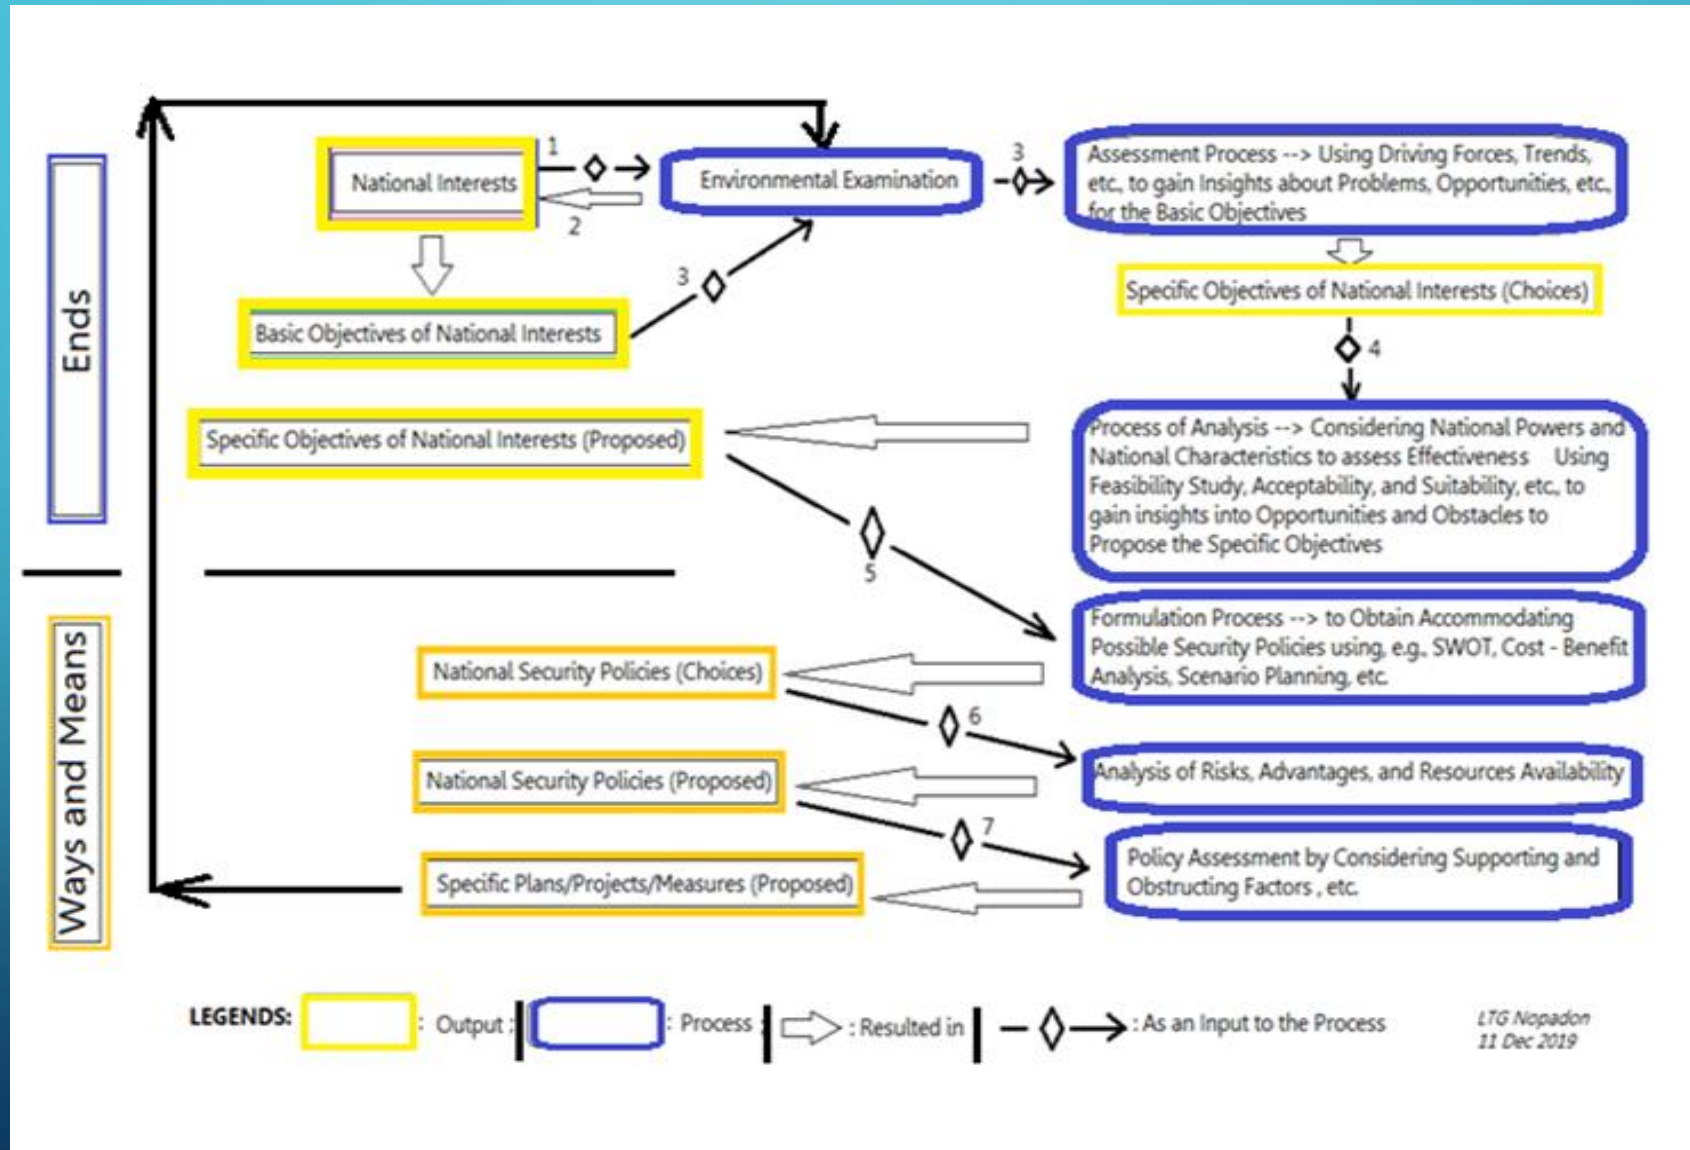 1
3
National Interests
Environmental Examination
Assessment Process --> Using Driving Forces, Trends,
etc., to gain Insights about Problems, Opportunities, etc.,
for the Basic Objectives
2
3
Ends
Basic Objectives of National Interests
Specific Objectives of National Interests (Choices)
4
Specific Objectives of National Interests (Proposed)
Process of Analysis --> Considering National Powers and
National Characteristics to assess Effectiveness Using
Feasibility Study, Acceptability, and Suitability, etc., to
gain insights into Opportunities and Obstacles to
Propose the Specific Objectives
5
Ways and Means
Formulation Process --> to Obtain Accommodating
Possible Security Policies using, e.g., SWOT, Cost - Benefit
Analysis, Scenario Planning, etc.
National Security Policies (Choices)
6
Analysis of Risks, Advantages, and Resources Availability
National Security Policies (Proposed)
7
Policy Assessment by Considering Supporting and
Obstructing Factors , etc.
Specific Plans/Projects/Measures (Proposed)
LEGENDS: : Output : : Process : : Resulted in : As an Input to the Process
LTG Nopadon
11 Dec 2019